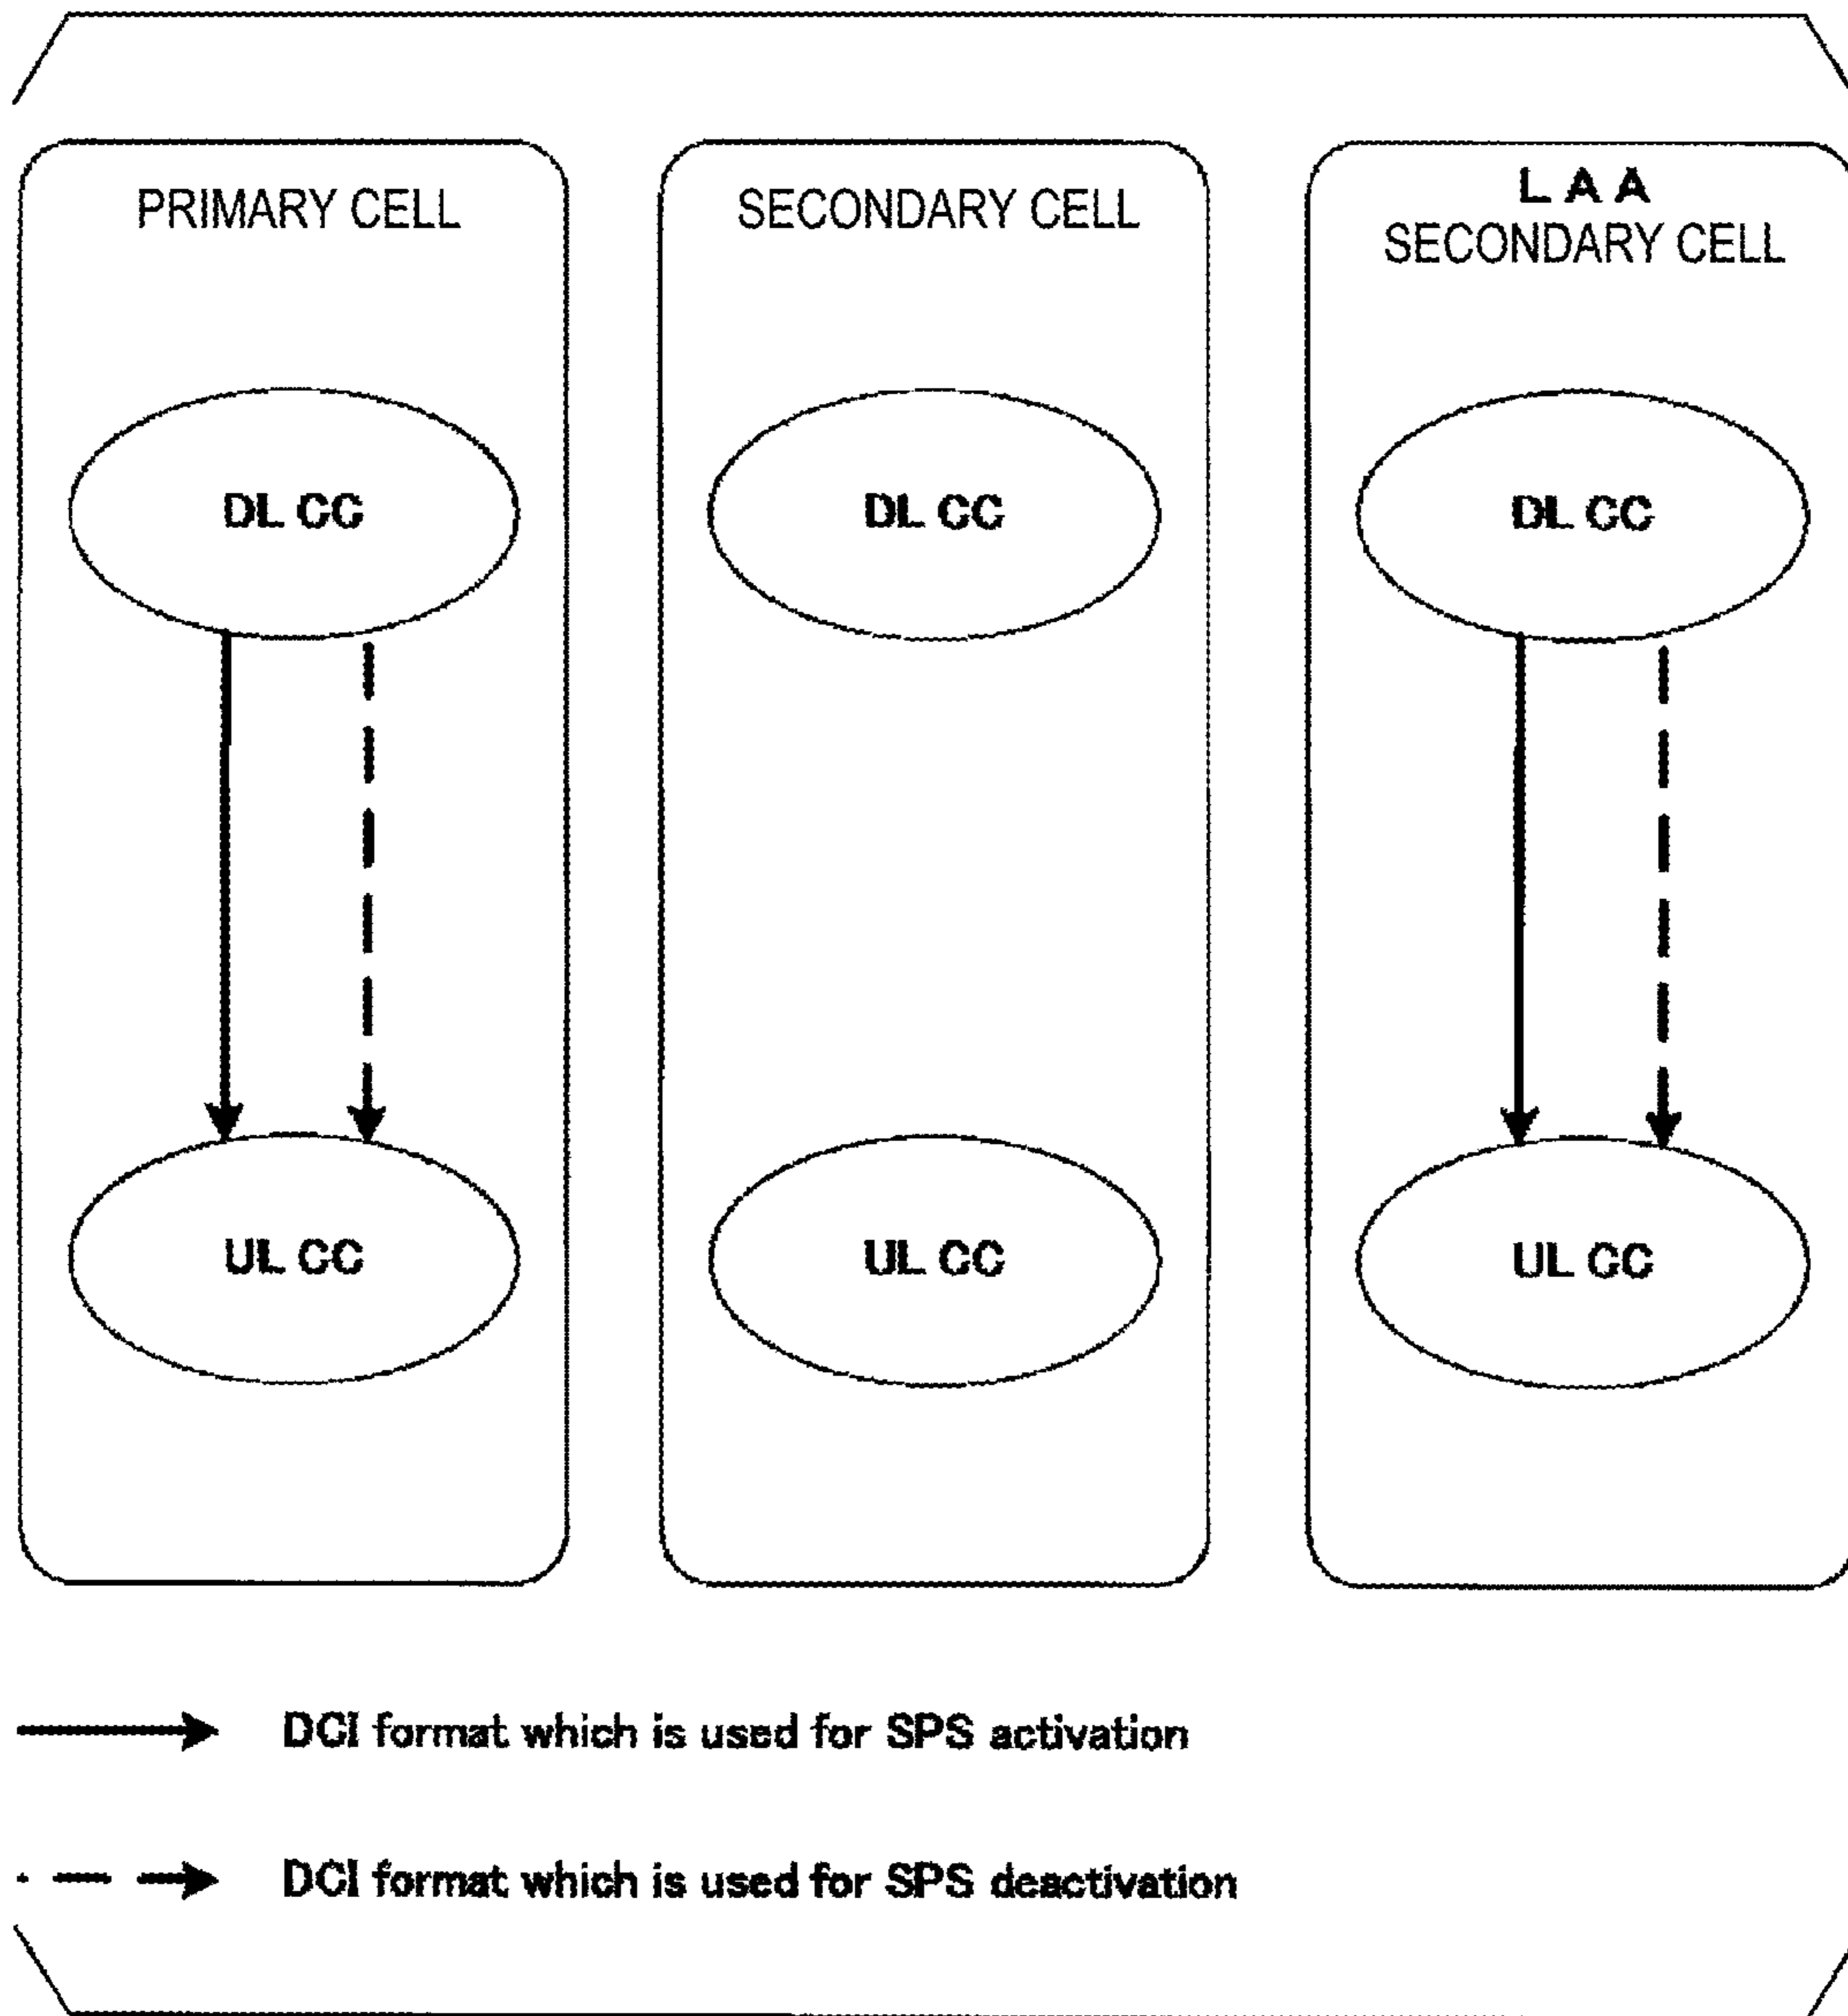 PRIMARY CELL
DL CC
UL CC
SECONDARY CELL
DL CC
UL CC
L A A
SECONDARY CELL
DL CC
UL CC
DCI format which is used for SPS activation
DCI format which is used for SPS deactivation